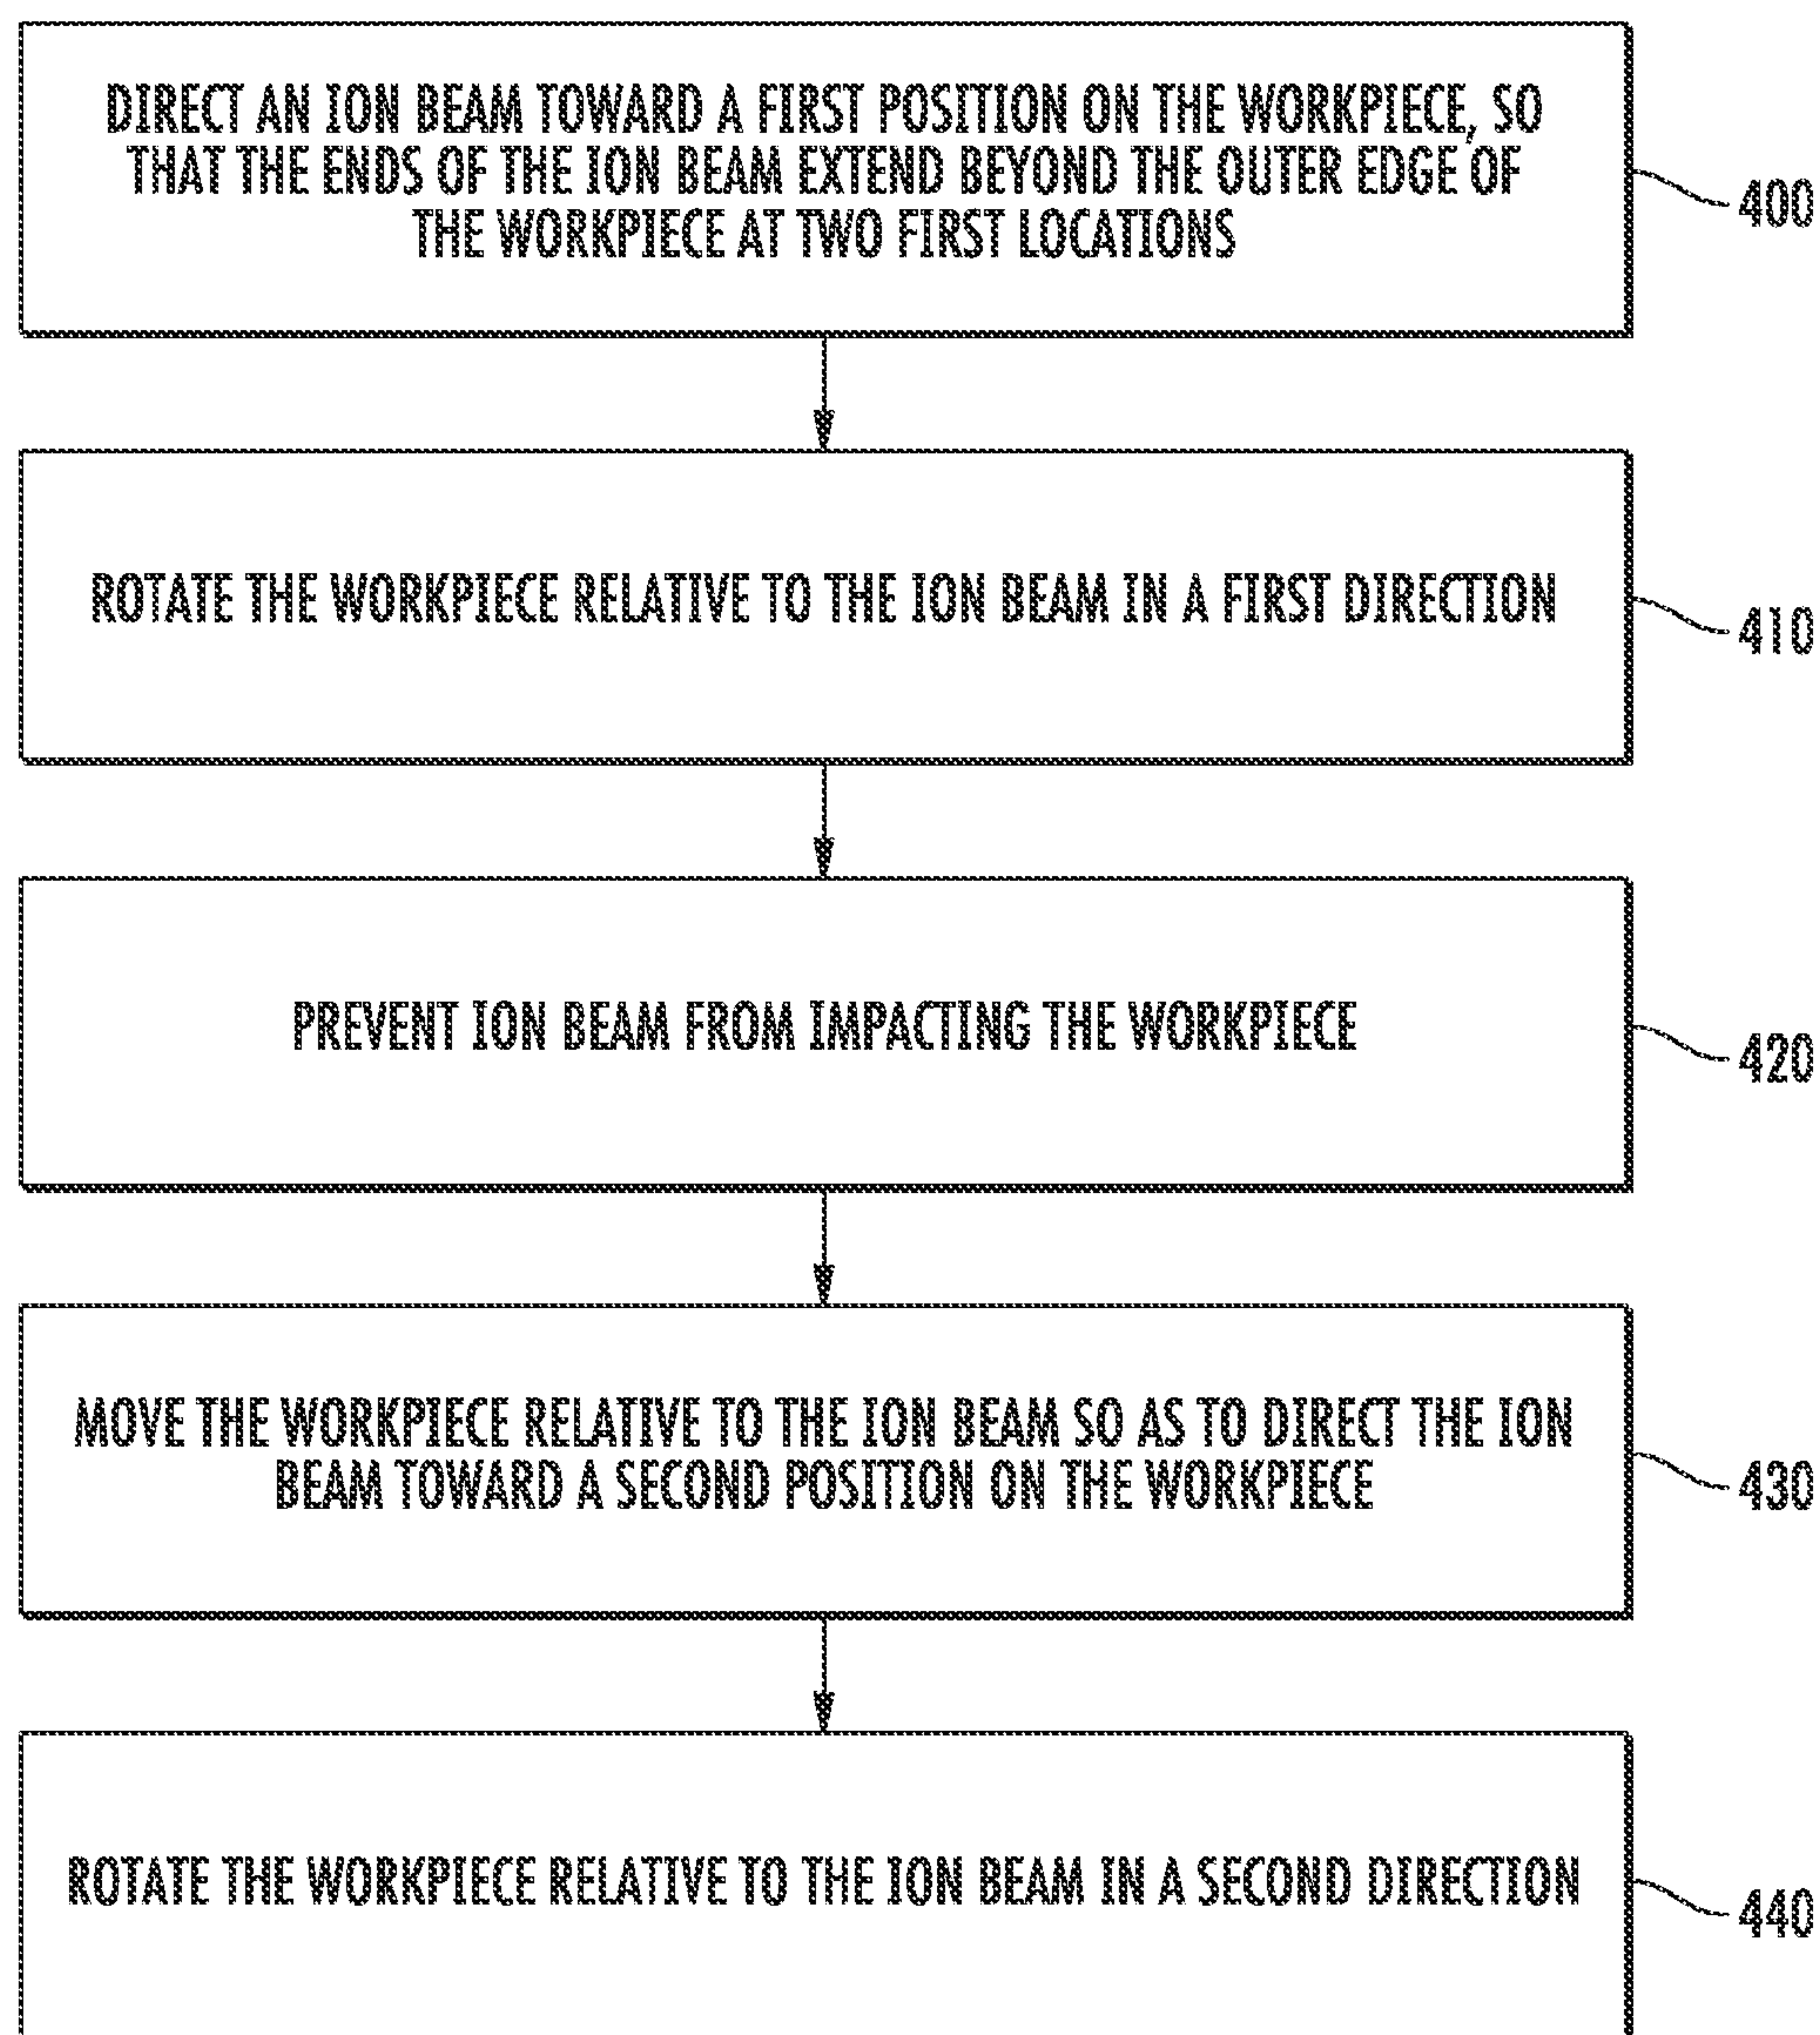 DIRECT AN ION BEAM TOWARD A FIRST POSITION ON THE WORKPIECE, SO
THAT THE ENDS OF THE ION BEAM EXTEND BEYOND THE OUTER EDGE OF
THE WORKPIECE AT TWO FIRST LOCATIONS
400
ROTATE THE WORKPIECE RELATIVE TO THE ION BEAM IN A FIRST DIRECTION
410
PREVENT ION BEAM FROM IMPACTING THE WORKPIECE
420
MOVE THE WORKPIECE RELATIVE TO THE ION BEAM SO AS TO DIRECT THE ION
BEAM TOWARD A SECOND POSITION ON THE WORKPIECE
430
ROTATE THE WORKPIECE RELATIVE TO THE ION BEAM IN A SECOND DIRECTION
440